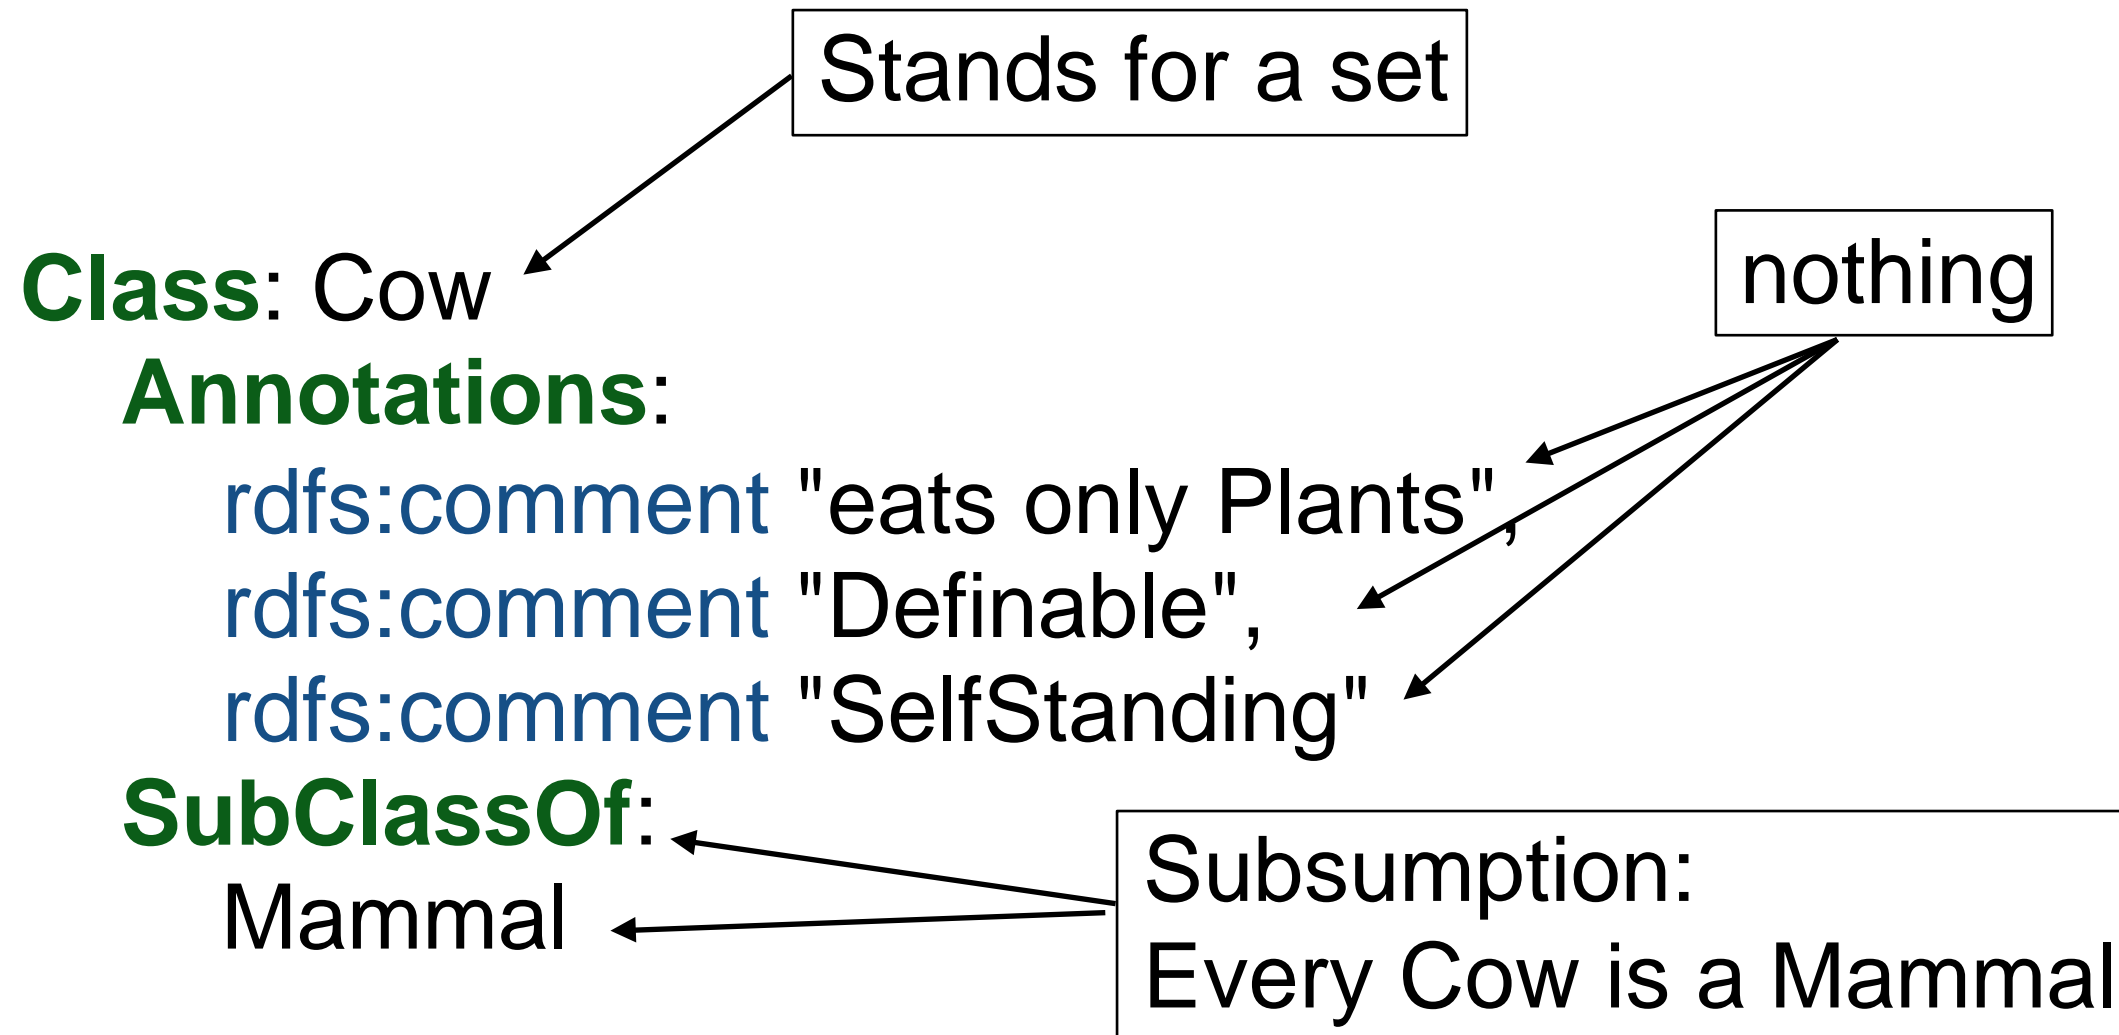 Stands for a set
nothing
Class: Cow
Annotations:
rdfs:comment "eats only Plants",
rdfs:comment "Definable",
rdfs:comment "SelfStanding"
SubClassOf:
Mammal
Subsumption:
Every Cow is a Mammal